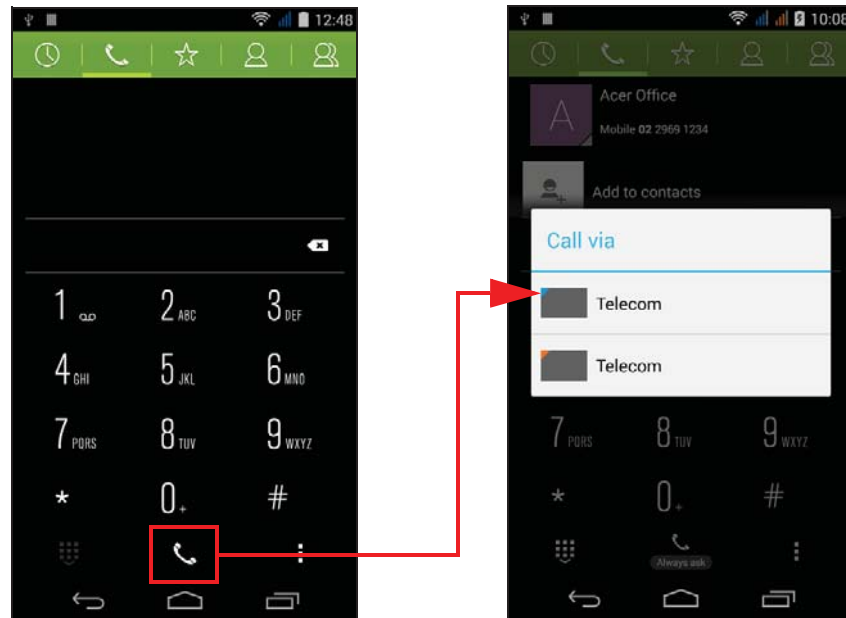 12:48
1
2 ABC
3 DEF
4 GHI
5 JKL
6 MNO
7 PQRS
8 TUV
9 WXYZ
*
0 +
#
10:08
A
Acer Office
Mobile 02 2969 1234
Add to contacts
Call via
Telecom
Telecom
7 PQRS
8 TUV
9 WXYZ
*
0 +
#
Always ask